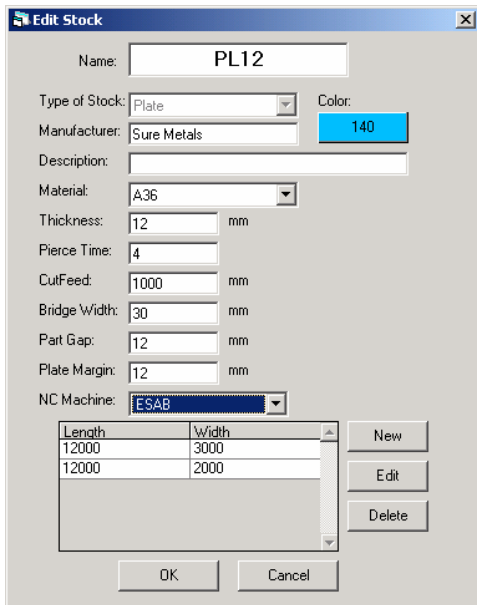 Edit Stock
Name: PL12
Type of Stock: Plate Color:
Manufacturer: Sure Metals 140
Description:
Material: A36
Thickness: 12 mm
Pierce Time: 4
CutFeed: 1000 mm
Bridge Width: 30 mm
Part Gap: 12 mm
Plate Margin: 12 mm
NC Machine: ESAB
Length Width New
12000 3000
12000 2000 Edit
Delete
OK Cancel